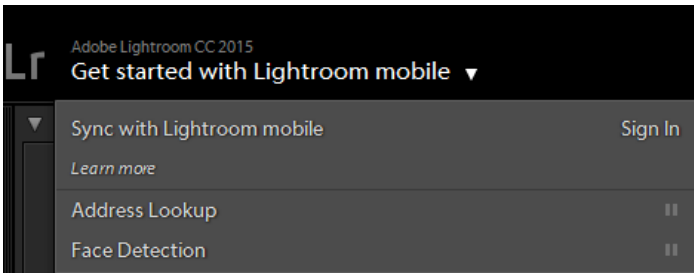 Lr
Adobe Lightroom CC 2015
Get started with Lightroom mobile
Sync with Lightroom mobile Sign In
Learn more
Address Lookup
Face Detection